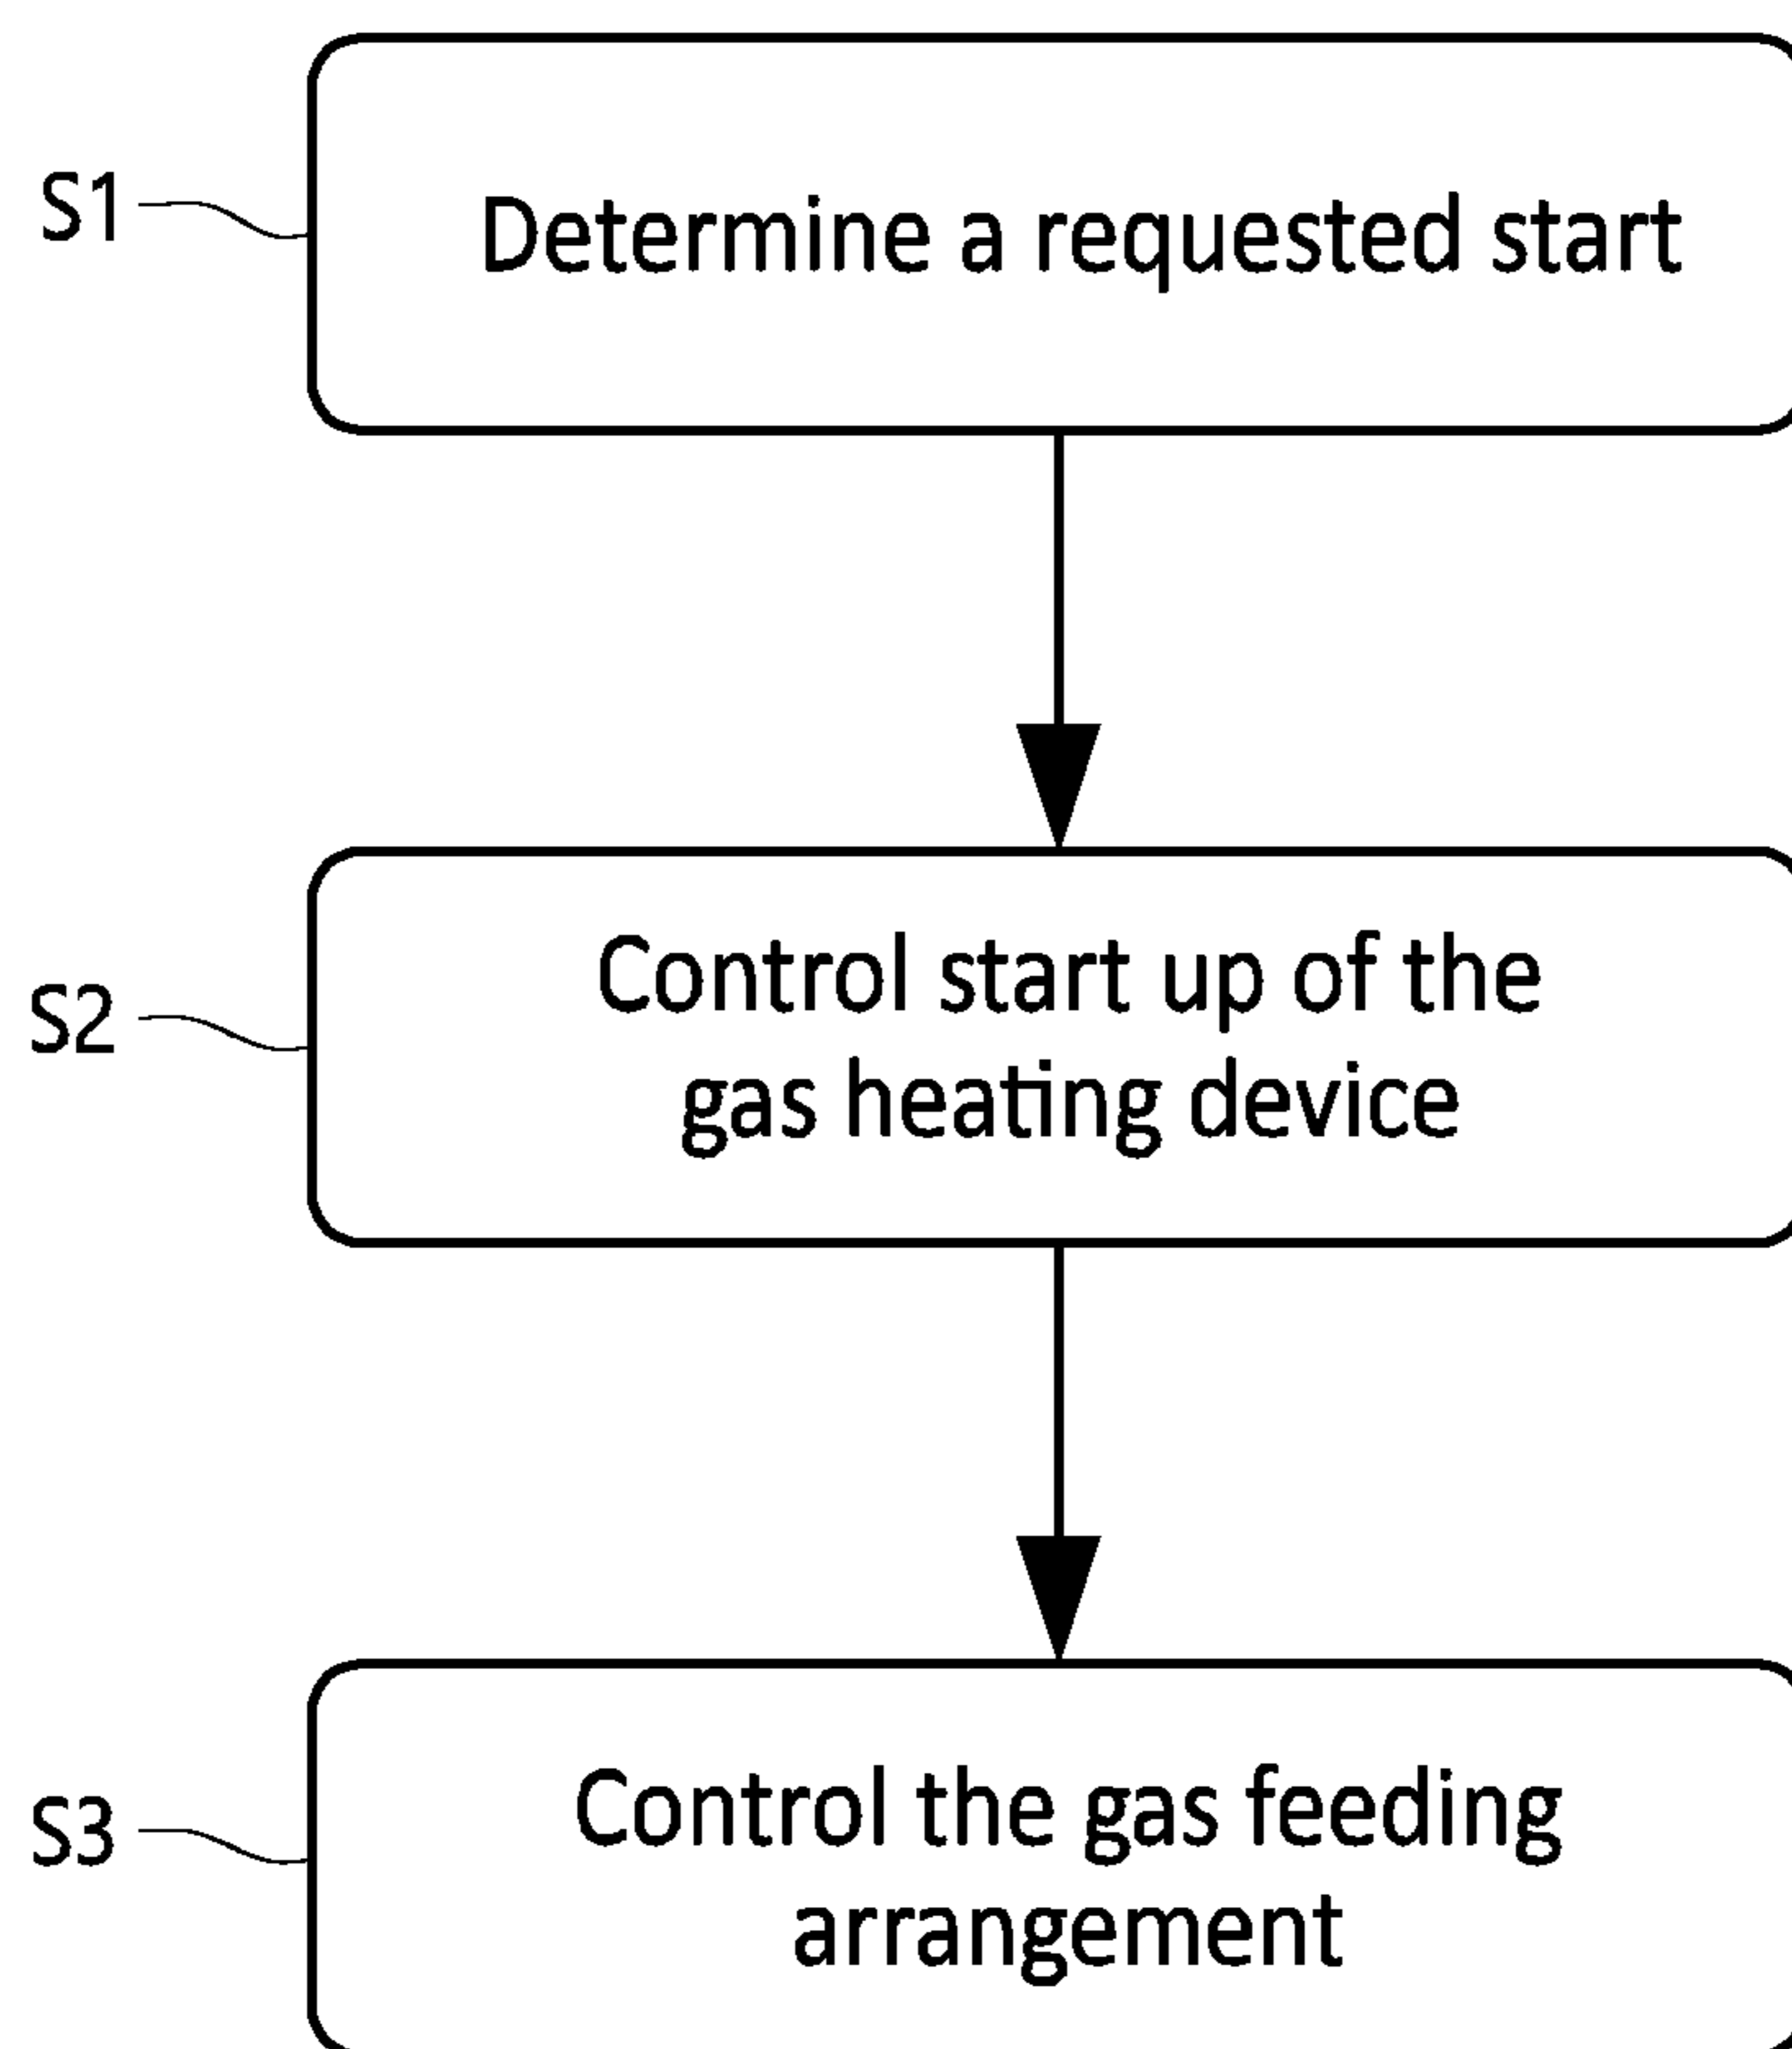 S1
Determine a requested start
S2
Control start up of the
gas heating device
S3
Control the gas feeding
arrangement